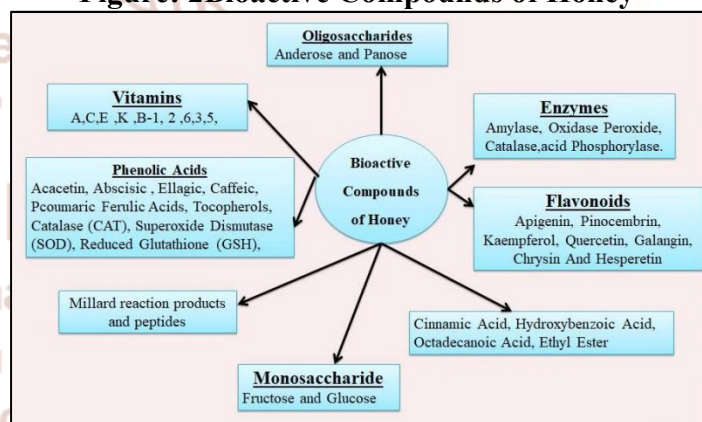 Figure: 2Bioactive Compounds of Honey
Oligosaccharides
Anderose and Panose
Vitamins
A,C,E ,K ,B-1, 2 ,6,3,5,
Enzymes
Amylase, Oxidase Peroxide,
Catalase,acid Phosphorylase.
Phenolic Acids
Acacetin, Abscisic , Ellagic, Caffeic,
Pcoumaric Ferulic Acids, Tocopherols,
Catalase (CAT), Superoxide Dismutase
(SOD), Reduced Glutathione (GSH),
Bioactive
Compounds
of Honey
Flavonoids
Apigenin, Pinocembrin,
Kaempferol, Quercetin, Galangin,
Chrysin And Hesperetin
Millard reaction products
and peptides
Cinnamic Acid, Hydroxybenzoic Acid,
Octadecanoic Acid, Ethyl Ester
Monosaccharide
Fructose and Glucose